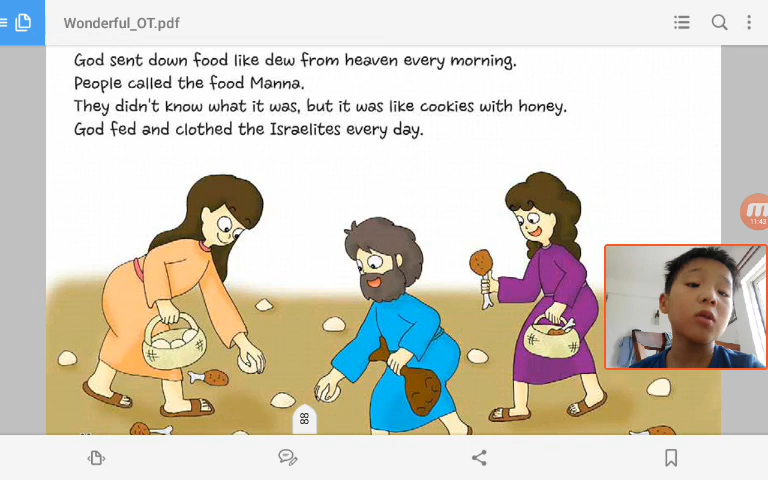 Wonderful_OT.pdf
God sent down food like dew from heaven every morning.
People called the food Manna.
They didn't know what it was, but it was like cookies with honey.
God fed and clothed the Israelites every day.
11:43
88